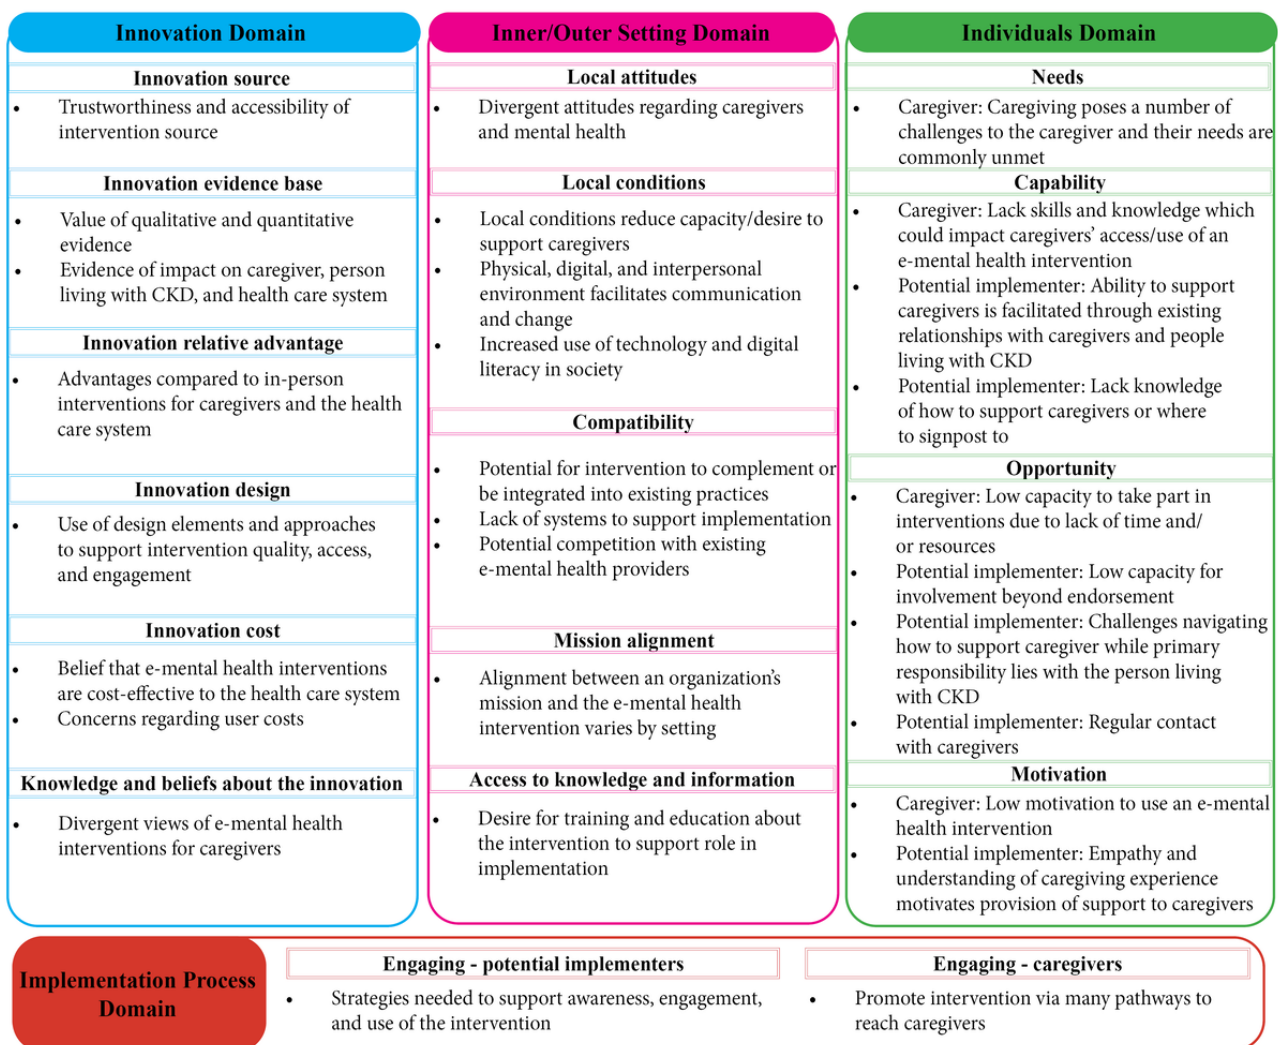 Innovation Domain
Innovation source
• Trustworthiness and accessibility of
intervention source
Innovation evidence base
• Value of qualitative and quantitative
evidence
• Evidence of impact on caregiver, person
living with CKD, and health care system
Innovation relative advantage
• Advantages compared to in-person
interventions for caregivers and the health
care system
Innovation design
• Use of design elements and approaches
to support intervention quality, access,
and engagement
Innovation cost
• Belief that e-mental health interventions
are cost-effective to the health care system
• Concerns regarding user costs
Knowledge and beliefs about the innovation
• Divergent views of e-mental health
interventions for caregivers
Inner/Outer Setting Domain
Local attitudes
• Divergent attitudes regarding caregivers
and mental health
Local conditions
• Local conditions reduce capacity/desire to
support caregivers
• Physical, digital, and interpersonal
environment facilitates communication
and change
• Increased use of technology and digital
literacy in society
Compatibility
• Potential for intervention to complement or
be integrated into existing practices
• Lack of systems to support implementation
• Potential competition with existing
e-mental health providers
Mission alignment
• Alignment between an organization’s
mission and the e-mental health
intervention varies by setting
Access to knowledge and information
• Desire for training and education about
the intervention to support role in
implementation
Individuals Domain
Needs
• Caregiver: Caregiving poses a number of
challenges to the caregiver and their needs are
commonly unmet
Capability
• Caregiver: Lack skills and knowledge which
could impact caregivers’ access/use of an
e-mental health intervention
• Potential implementer: Ability to support
caregivers is facilitated through existing
relationships with caregivers and people
living with CKD
• Potential implementer: Lack knowledge
of how to support caregivers or where
to signpost to
Opportunity
• Caregiver: Low capacity to take part in
interventions due to lack of time and/
or resources
• Potential implementer: Low capacity for
involvement beyond endorsement
• Potential implementer: Challenges navigating
how to support caregiver while primary
responsibility lies with the person living
with CKD
• Potential implementer: Regular contact
with caregivers
Motivation
• Caregiver: Low motivation to use an e-mental
health intervention
• Potential implementer: Empathy and
understanding of caregiving experience
motivates provision of support to caregivers
Implementation Process
Domain
Engaging - potential implementers
• Strategies needed to support awareness, engagement,
and use of the intervention
Engaging - caregivers
• Promote intervention via many pathways to
reach caregivers